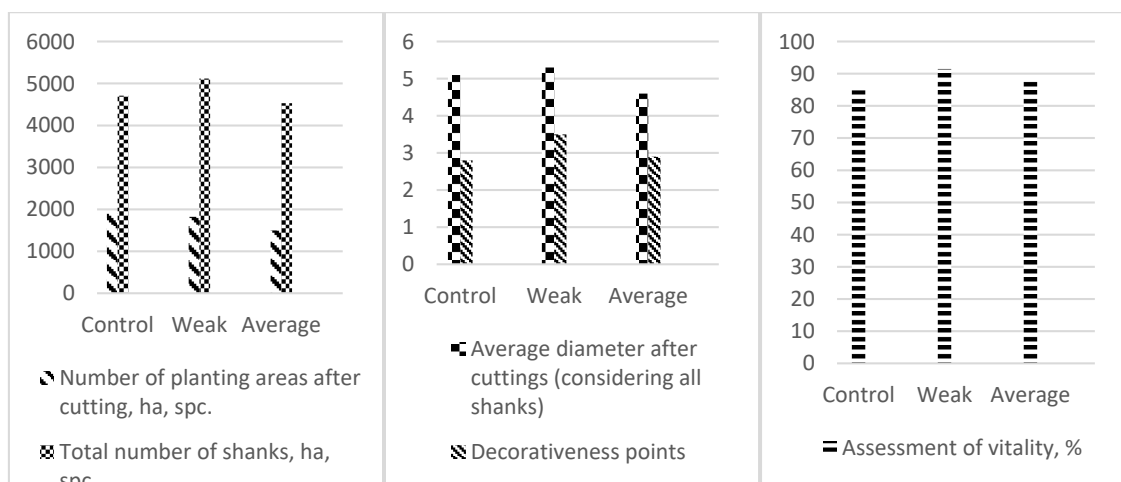 6000
5000
4000
3000
2000
1000
0
Control Weak Average
Number of planting areas after
cutting, ha, spc.
Total number of shanks, ha,
spc.
6
5
4
3
2
1
0
Control Weak Average
Average diameter after
cuttings (considering all
shanks)
Decorativeness points
100
90
80
70
60
50
40
30
20
10
0
Control Weak Average
Assessment of vitality, %